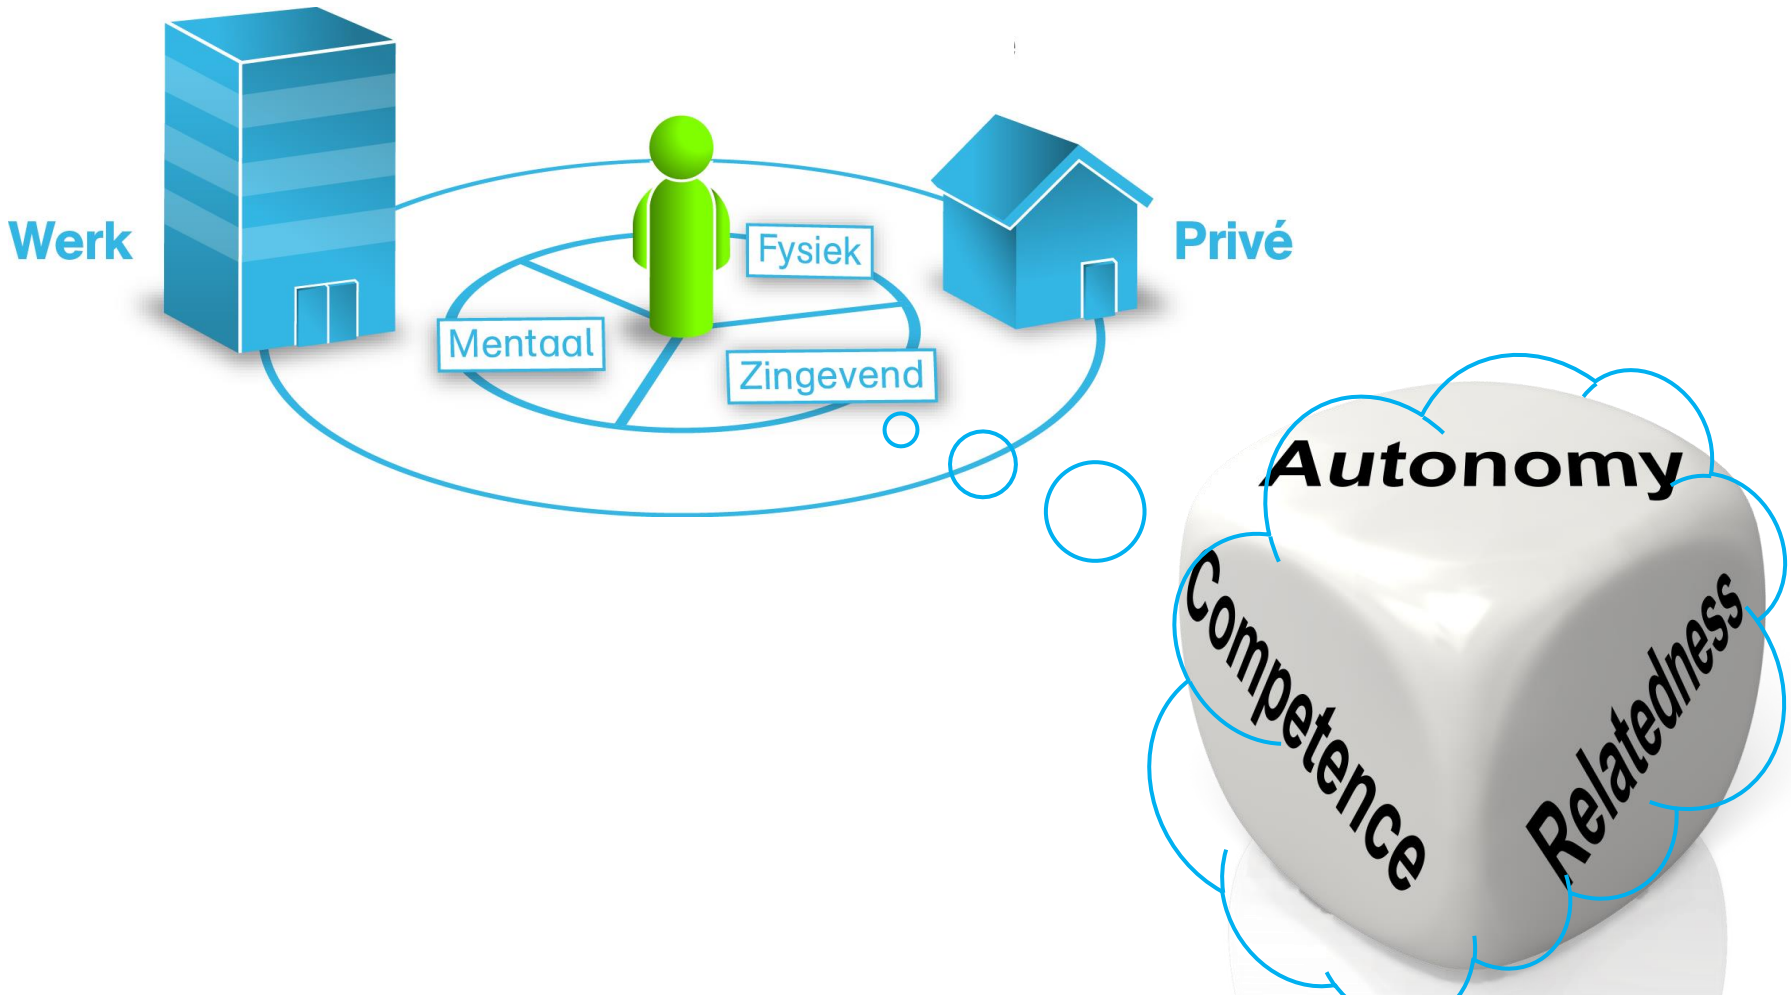 Werk
Fysiek
Privé
Mentaal
Zingevend
Autonomy
Competence
Relatedness